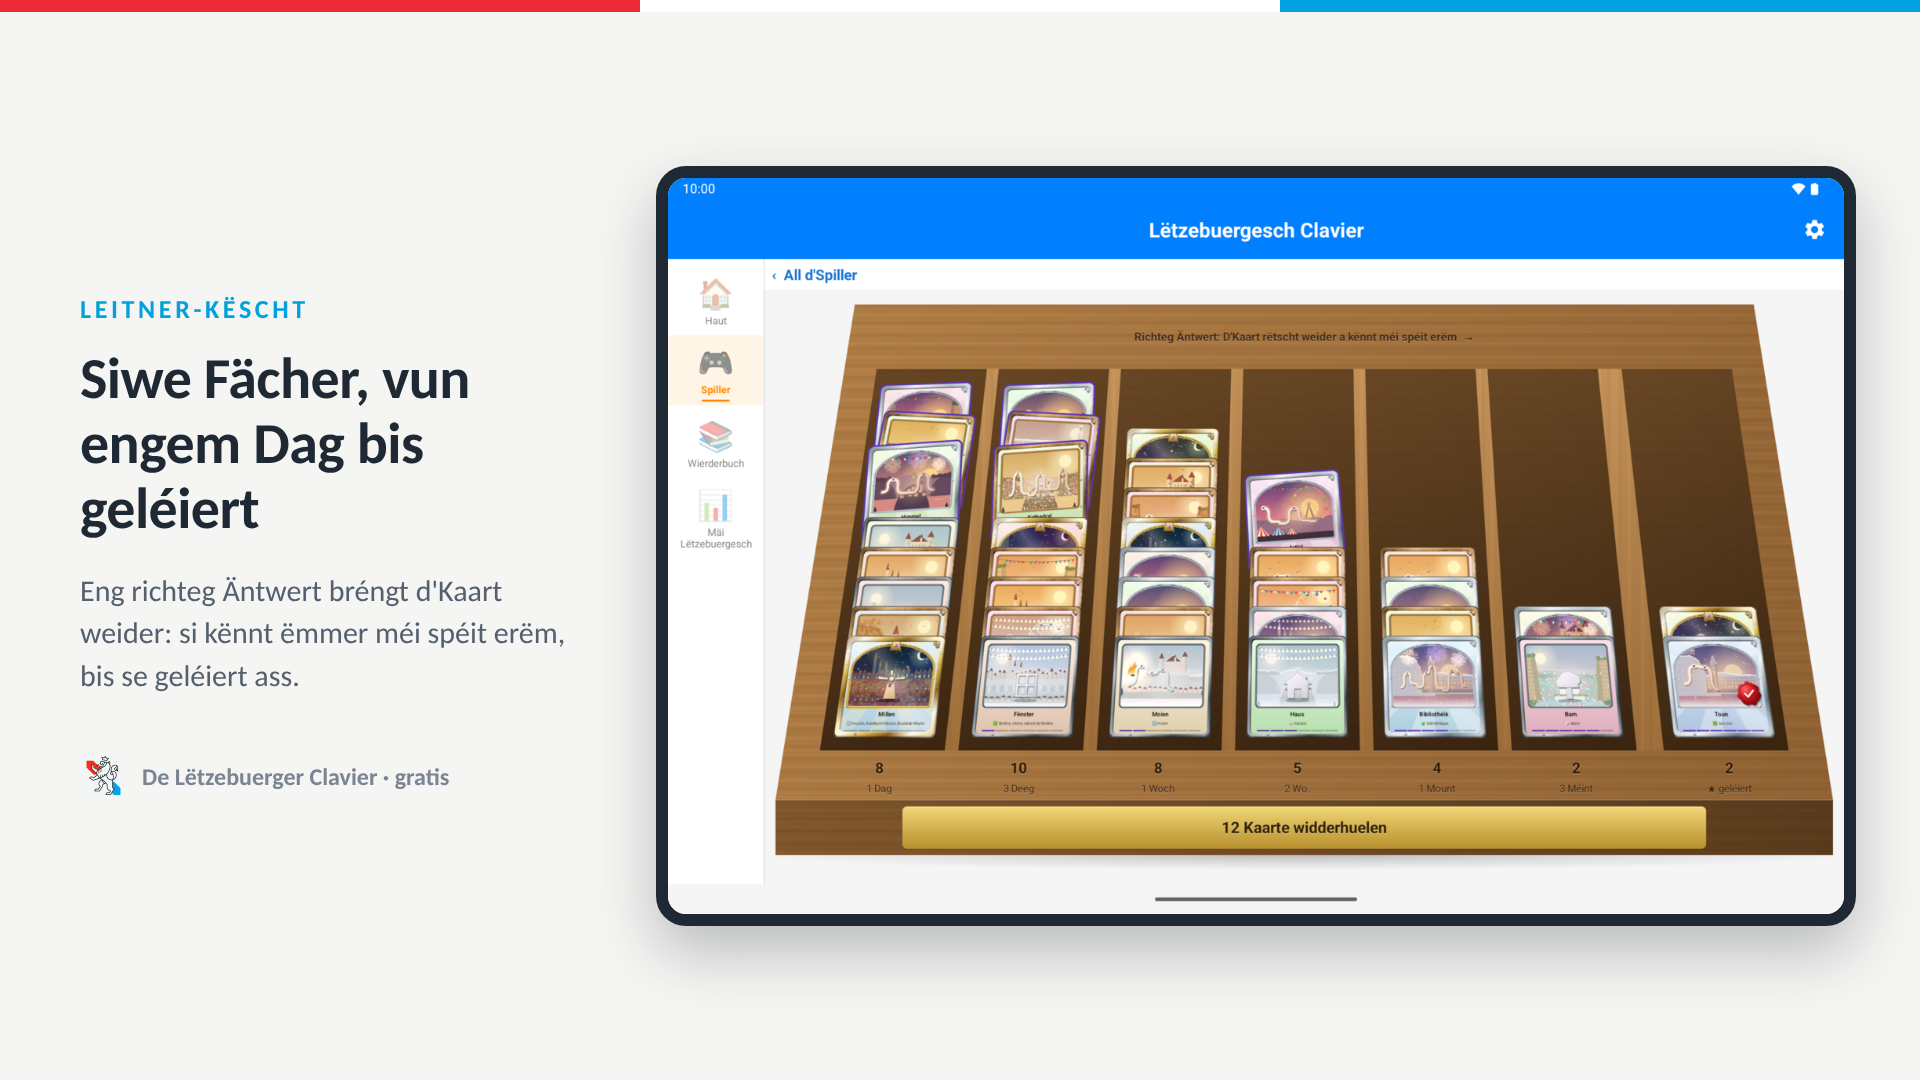 LEITNER-KËSCHT
Siwe Fächer, vun
engem Dag bis
geléiert
Eng richteg Äntwert bréngt d'Kaart
weider: si kënnt ëmmer méi spéit erëm,
bis se geléiert ass.
De Lëtzebuerger Clavier · gratis
10:00
Lëtzebuergesch Clavier
‹ All d'Spiller
Haut
Spiller
Wierderbuch
Mäi
Lëtzebuergesch
Richteg Äntwert: D'Kaart rëtscht weider a kënnt méi spéit erëm →
Millen
Fënster
Moien
Haus
Bibliothéik
Bam
8
10
8
5
4
2
2
1 Dag
3 Deeg
1 Woch
2 Wo.
1 Mount
3 Méint
★ geléiert
12 Kaarte widderhuelen